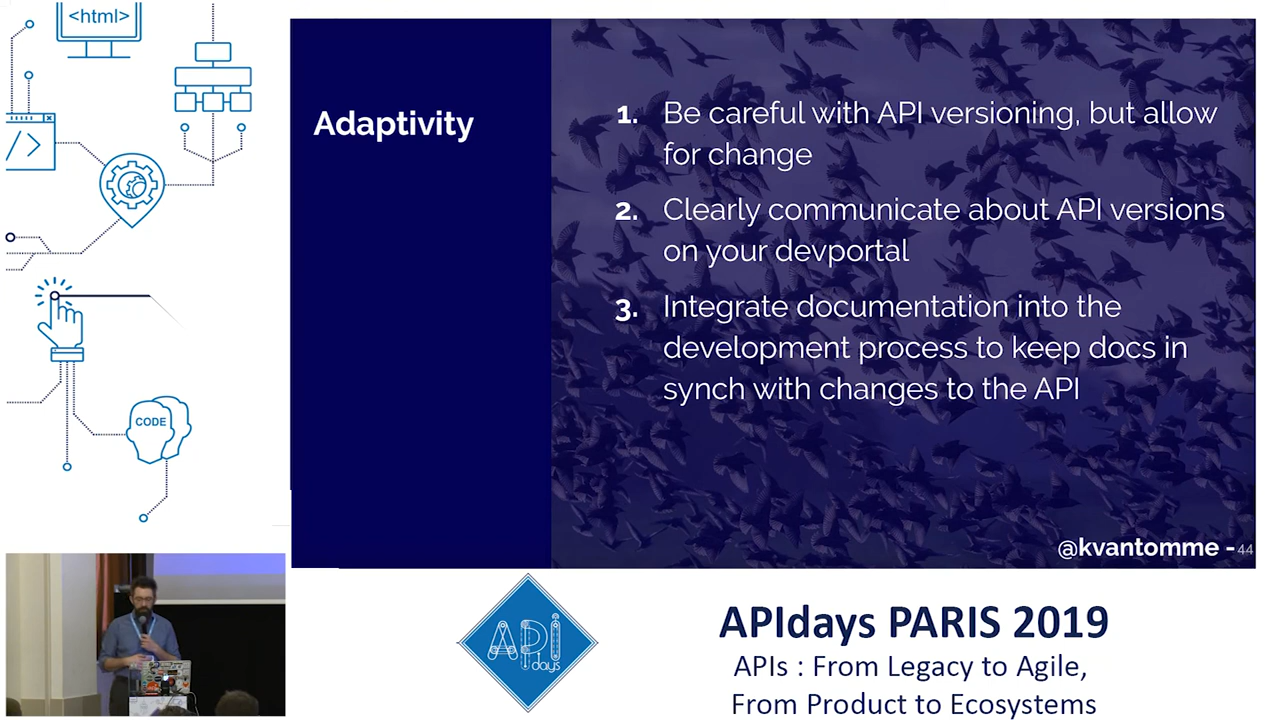 <html>
</>
CODE
Adaptivity
1. Be careful with API versioning, but allow
for change
2. Clearly communicate about API versions
on your devportal
3. Integrate documentation into the
development process to keep docs in
synch with changes to the API
@kvantomme - 44
API
days
APIdays PARIS 2019
APIs : From Legacy to Agile,
From Product to Ecosystems